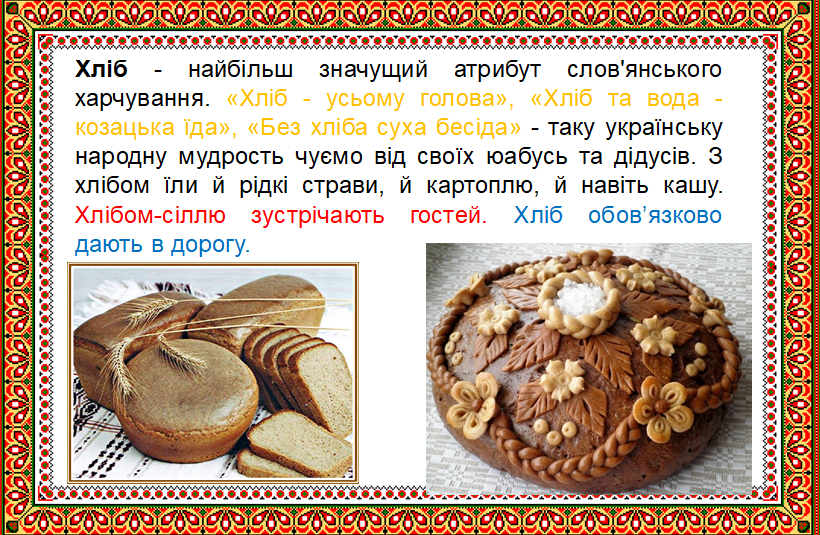 Хліб - найбільш значущий атрибут слов'янського
харчування. «Хліб - усьому голова», «Хліб та вода -
козацька їда», «Без хліба суха бесіда» - таку українську
народну мудрость чуємо від своїх юабусь та дідусів. З
хлібом їли й рідкі страви, й картоплю, й навіть кашу.
Хлібом-сіллю зустрічають гостей. Хліб обов’язково
дають в дорогу.